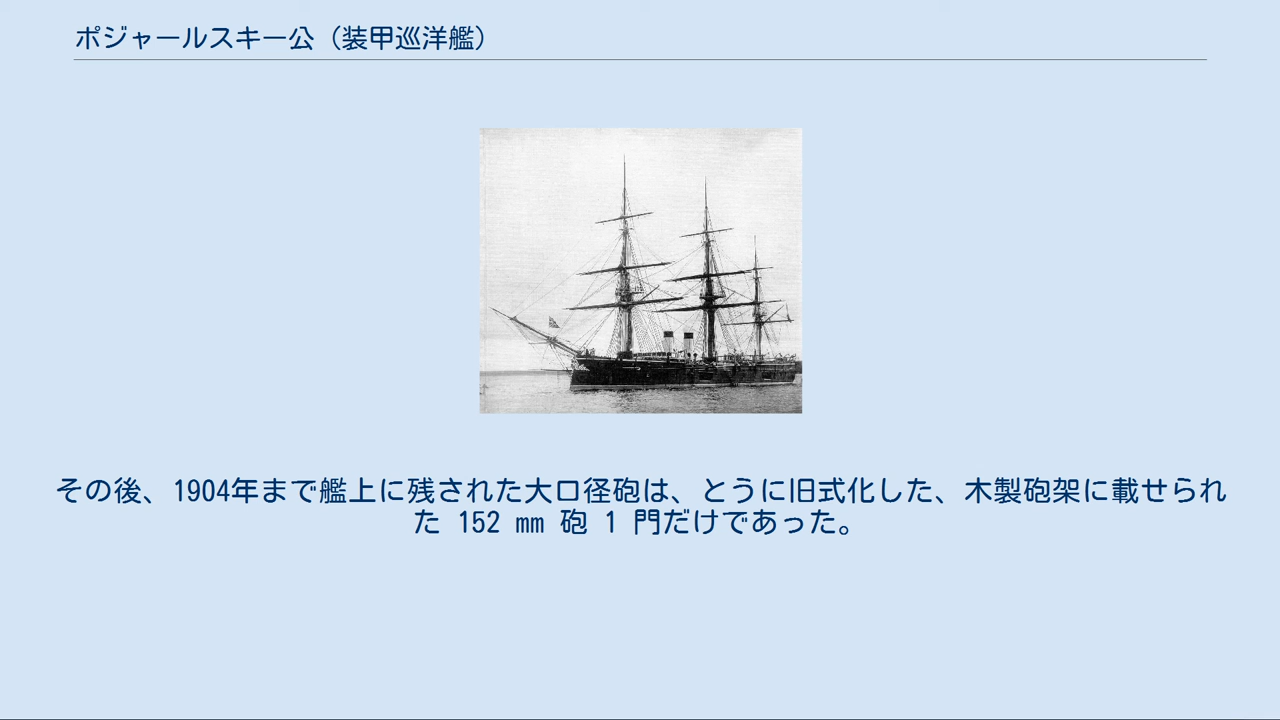 ポジャールスキー公（装甲巡洋艦）
その後、1904年まで艦上に残された大口径砲は、とうに旧式化した、木製砲架に載せられ
た 152 mm 砲 1 門だけであった。